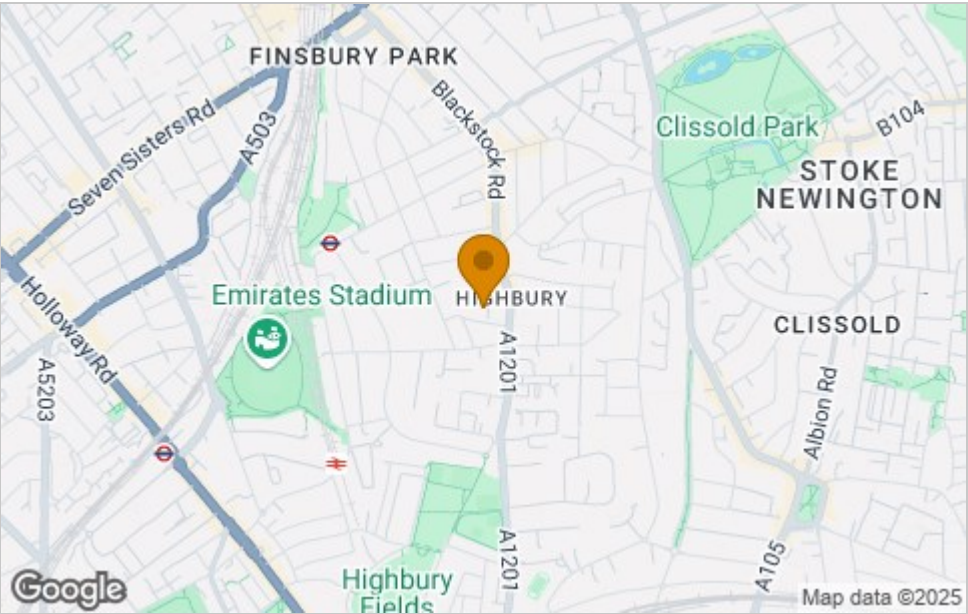 FINSBURY PARK
Blackstock Rd
Seven Sisters Rd
A503
Clissold Park
B104
STOKE
NEWINGTON
Emirates Stadium
HIGHBURY
Holloway Rd
CLISSOLD
A1201
A5203
Albion Rd
A1201
A105
Highbury
Fields
Google
Map data ©2025